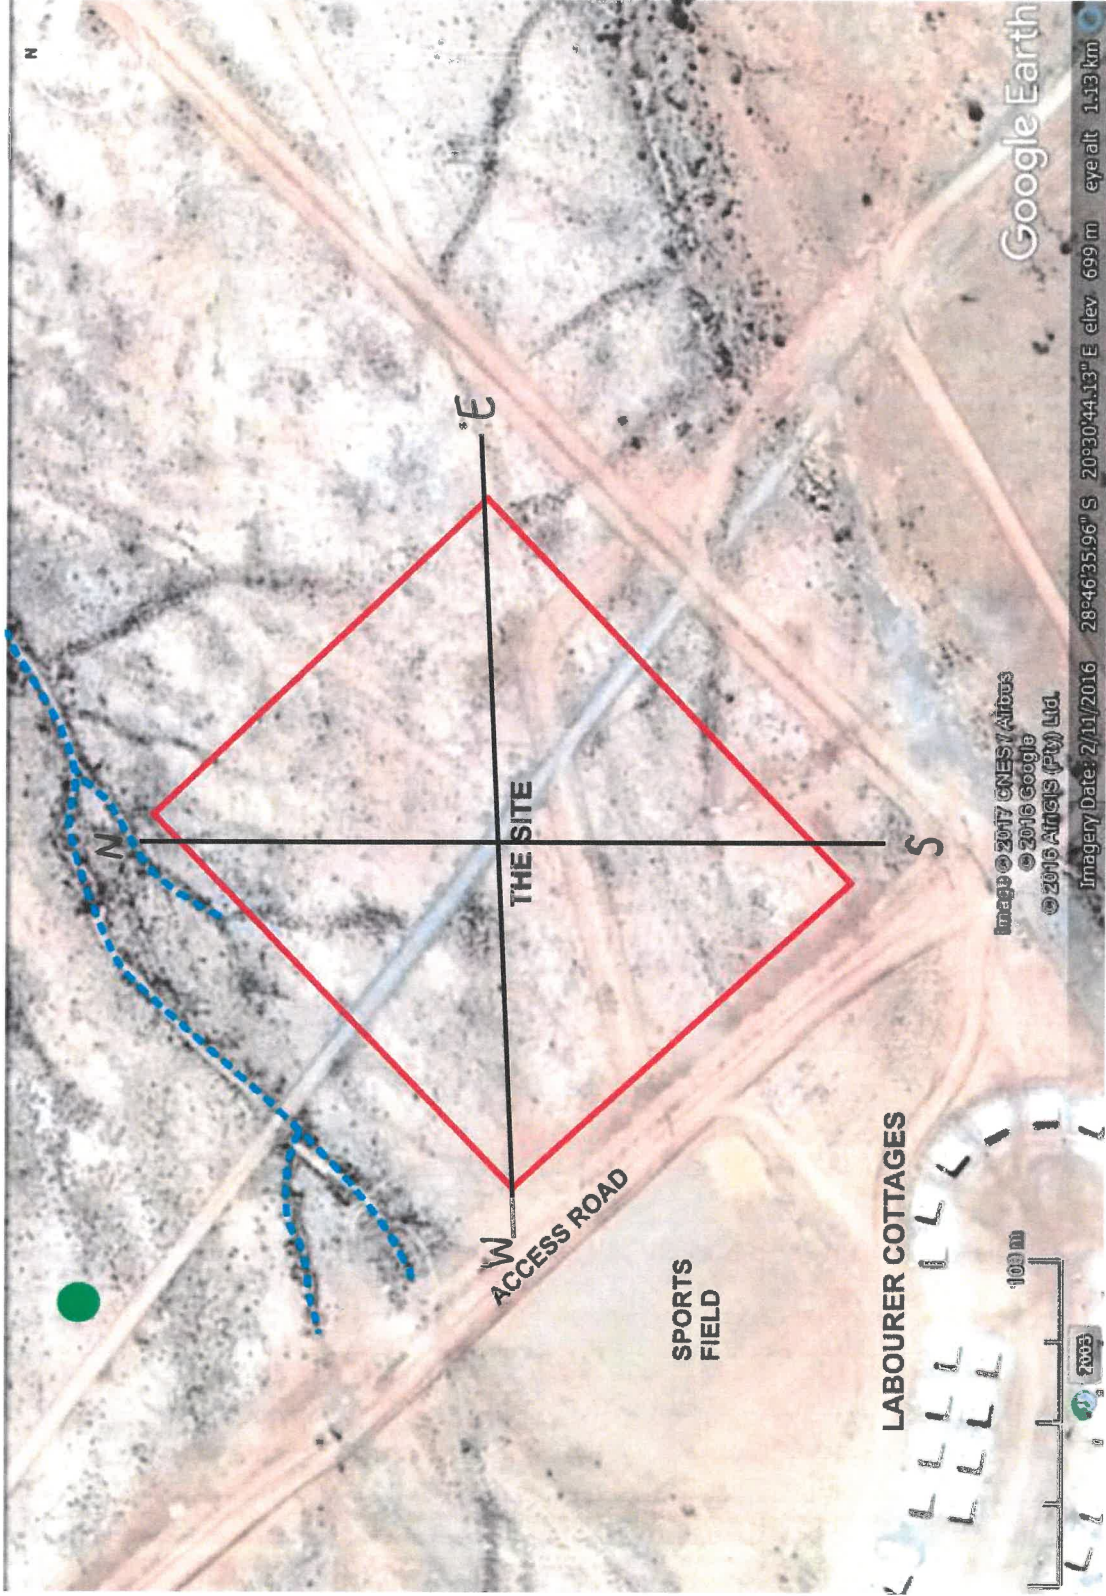 N
N
E
THE SITE
W
S
ACCESS ROAD
SPORTS
FIELD
LABOURER COTTAGES
Image © 2017 CNES / Airbus
© 2016 Google
© 2016 AfriGIS (Pty) Ltd.
Google Earth
100 m
2003
Imagery Date: 2/11/2016 28°46'35.96" S 20°30'44.13" E elev 699 m eye alt 1.13 km